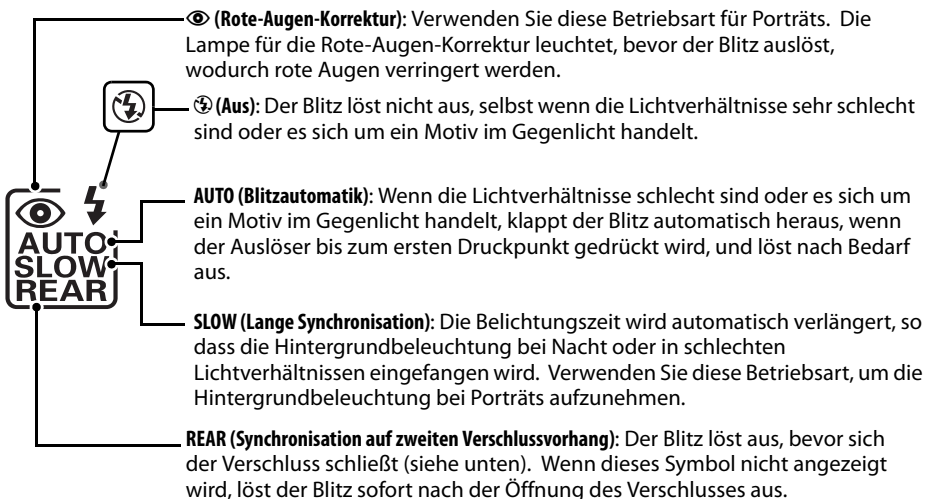 (Rote-Augen-Korrektur): Verwenden Sie diese Betriebsart für Porträts. Die
Lampe für die Rote-Augen-Korrektur leuchtet, bevor der Blitz auslöst,
wodurch rote Augen verringert werden.
(Aus): Der Blitz löst nicht aus, selbst wenn die Lichtverhältnisse sehr schlecht
sind oder es sich um ein Motiv im Gegenlicht handelt.
AUTO (Blitzautomatik): Wenn die Lichtverhältnisse schlecht sind oder es sich um
ein Motiv im Gegenlicht handelt, klappt der Blitz automatisch heraus, wenn
der Auslöser bis zum ersten Druckpunkt gedrückt wird, und löst nach Bedarf
aus.
AUTO
SLOW
REAR
SLOW (Lange Synchronisation): Die Belichtungszeit wird automatisch verlängert, so
dass die Hintergrundbeleuchtung bei Nacht oder in schlechten
Lichtverhältnissen eingefangen wird. Verwenden Sie diese Betriebsart, um die
Hintergrundbeleuchtung bei Porträts aufzunehmen.
REAR (Synchronisation auf zweiten Verschlussvorhang): Der Blitz löst aus, bevor sich
der Verschluss schließt (siehe unten). Wenn dieses Symbol nicht angezeigt
wird, löst der Blitz sofort nach der Öffnung des Verschlusses aus.